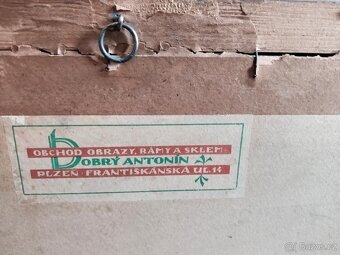 OBCHOD OBRAZY, RÁMY A SKLEM
DOBRÝ ANTONÍN
PLZEŇ - FRANTIŠKÁNSKÁ UL. 14